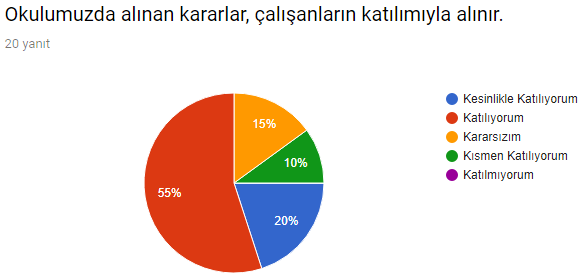 Okulumuzda alınan kararlar, çalışanların katılımıyla alınır.
20 yanıt
15%
10%
55%
20%
Kesinlikle Katılıyorum
Katılıyorum
Kararsızım
Kısmen Katılıyorum
Katılmıyorum